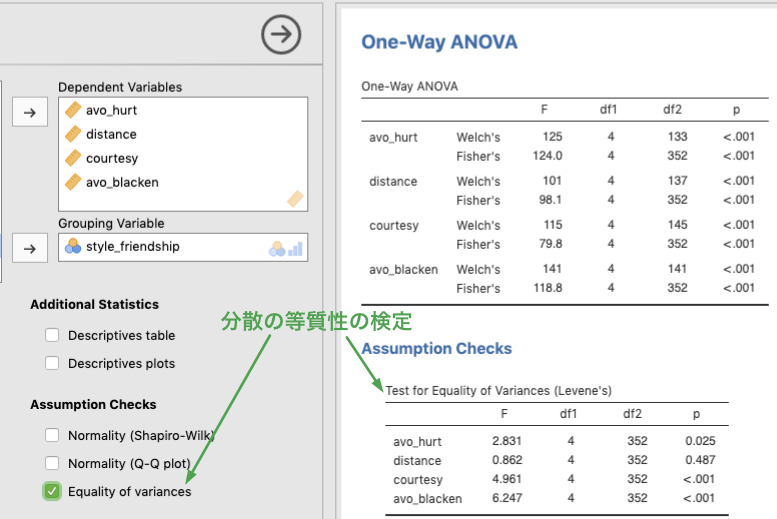 Dependent Variables
avo_hurt
distance
courtesy
avo_blacken
Grouping Variable
style_friendship
Additional Statistics
Descriptives table
Descriptives plots
Assumption Checks
Normality (Shapiro-Wilk)
Normality (Q-Q plot)
Equality of variances
分散の等質性の検定
One-Way ANOVA
One-Way ANOVA
F df1 df2 p
avo_hurt Welch's 125 4 133 <.001
Fisher's 124.0 4 352 <.001
distance Welch's 101 4 137 <.001
Fisher's 98.1 4 352 <.001
courtesy Welch's 115 4 145 <.001
Fisher's 79.8 4 352 <.001
avo_blacken Welch's 141 4 141 <.001
Fisher's 118.8 4 352 <.001
Assumption Checks
Test for Equality of Variances (Levene's)
F df1 df2 p
avo_hurt 2.831 4 352 0.025
distance 0.862 4 352 0.487
courtesy 4.961 4 352 <.001
avo_blacken 6.247 4 352 <.001